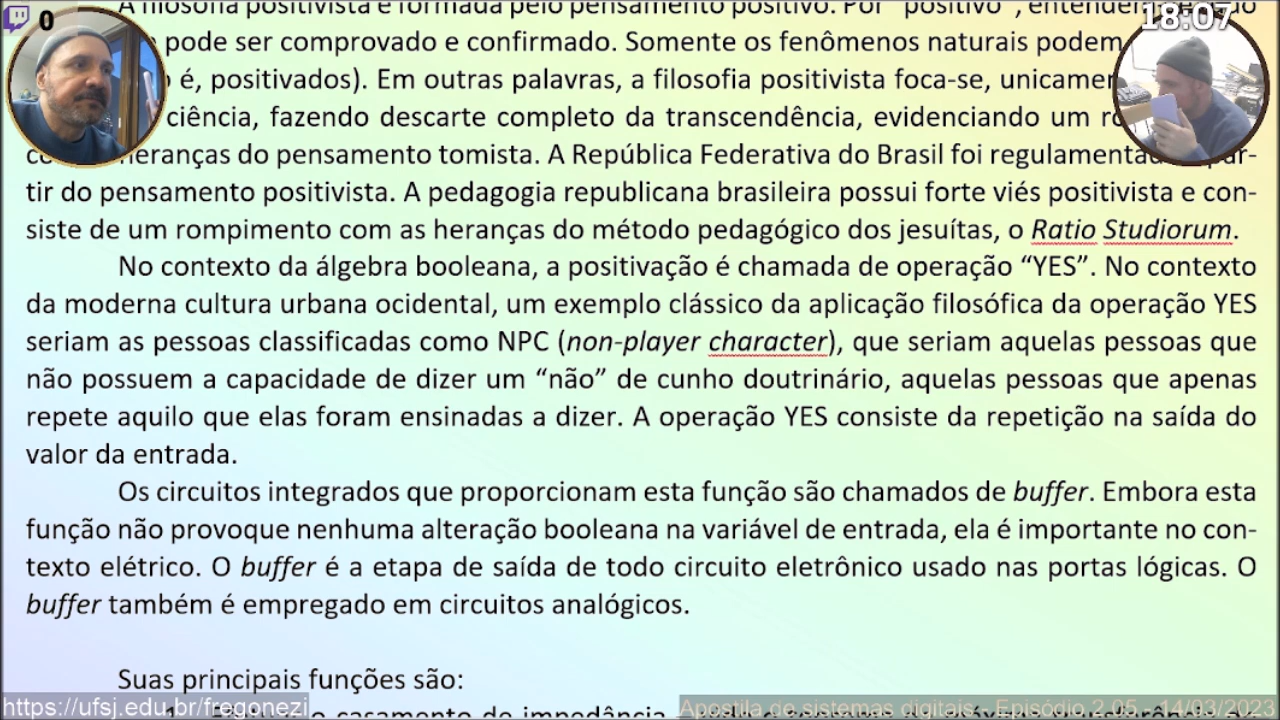 0
18:07
A filosofia positivista é formada pelo pensamento positivo. Por "positivo", entende
pode ser comprovado e confirmado. Somente os fenômenos naturais podem
é, positivados). Em outras palavras, a filosofia positivista foca-se,
ciência, fazendo descarte completo da transcendência, evidenciando um
heranças do pensamento tomista. A República Federativa do Brasil foi
tir do pensamento positivista. A pedagogia republicana brasileira possui forte viés positivista e con-
siste de um rompimento com as heranças do método pedagógico dos jesuítas, o Ratio Studiorum.
No contexto da álgebra booleana, a positivação é chamada de operação “YES”. No contexto
da moderna cultura urbana ocidental, um exemplo clássico da aplicação filosófica da operação YES
seriam as pessoas classificadas como NPC (non-player character), que seriam aquelas pessoas que
não possuem a capacidade de dizer um “não” de cunho doutrinário, aquelas pessoas que apenas
repete aquilo que elas foram ensinadas a dizer. A operação YES consiste da repetição na saída do
valor da entrada.
Os circuitos integrados que proporcionam esta função são chamados de buffer. Embora esta
função não provoque nenhuma alteração booleana na variável de entrada, ela é importante no con-
texto elétrico. O buffer é a etapa de saída de todo circuito eletrônico usado nas portas lógicas. O
buffer também é empregado em circuitos analógicos.
Suas principais funções são:
casamento de impedância
https://ufsj.edu.br/fregonezi
Apostila de sistemas digitais - Episódio 2.05 - 14/03/2023